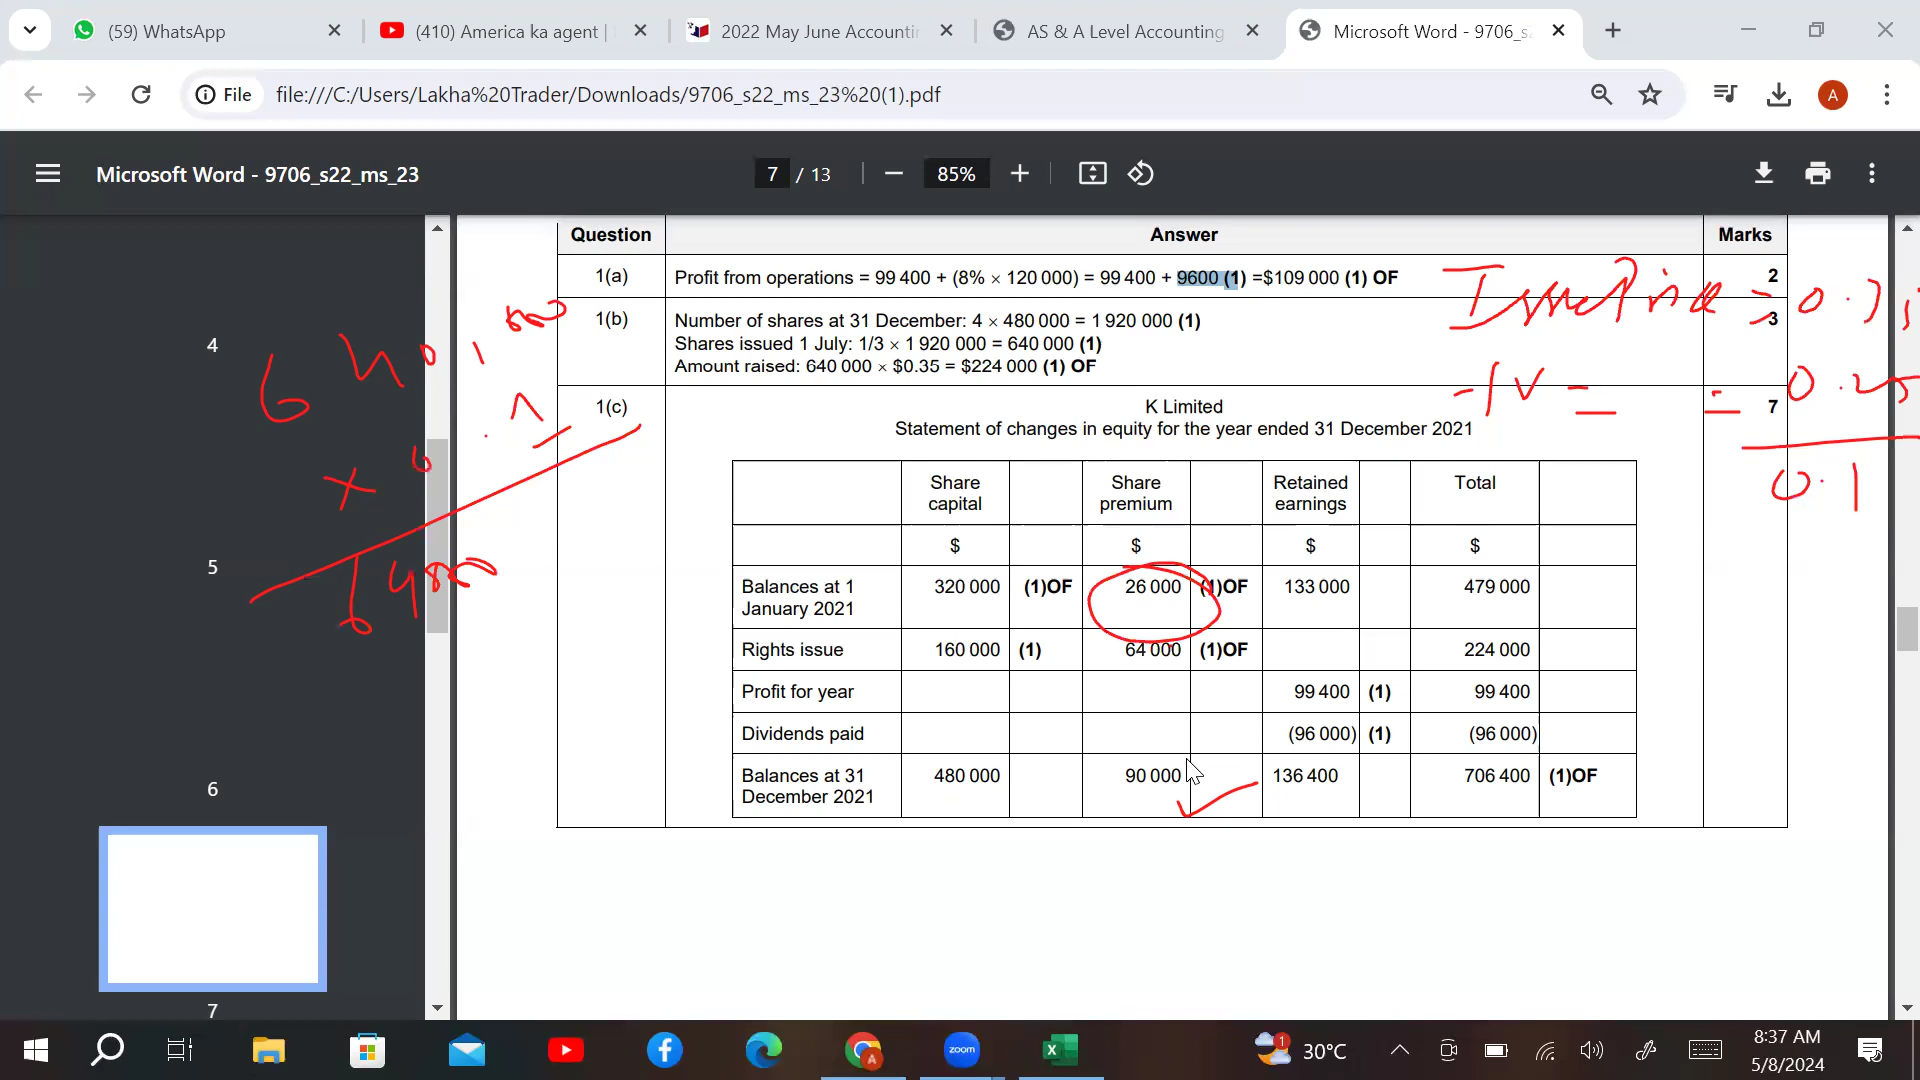 (59) WhatsApp
(410) America ka agent |
2022 May June Accountin
AS & A Level Accounting
Microsoft Word - 9706_s2
File
file:///C:/Users/Lakha%20Trader/Downloads/9706_s22_ms_23%20(1).pdf
A
Microsoft Word - 9706_s22_ms_23
7 / 13
85%
4
5
6
7
Question Answer Marks
1(a) Profit from operations = 99 400 + (8% × 120 000) = 99 400 + 9600 (1) =$109 000 (1) OF 2
1(b) Number of shares at 31 December: 4 × 480 000 = 1 920 000 (1) 3
Shares issued 1 July: 1/3 × 1 920 000 = 640 000 (1)
Amount raised: 640 000 × $0.35 = $224 000 (1) OF
1(c) K Limited 7
Statement of changes in equity for the year ended 31 December 2021
Share capital Share premium Retained earnings Total
$ $ $ $
Balances at 1 January 2021 320 000 (1)OF 26 000 (1)OF 133 000 479 000
Rights issue 160 000 (1) 64 000 (1)OF 224 000
Profit for year 99 400 (1) 99 400
Dividends paid (96 000) (1) (96 000)
Balances at 31 December 2021 480 000 90 000 136 400 706 400 (1)OF
= 0.25
0.1
zoom
A
1
30°C
8:37 AM
5/8/2024